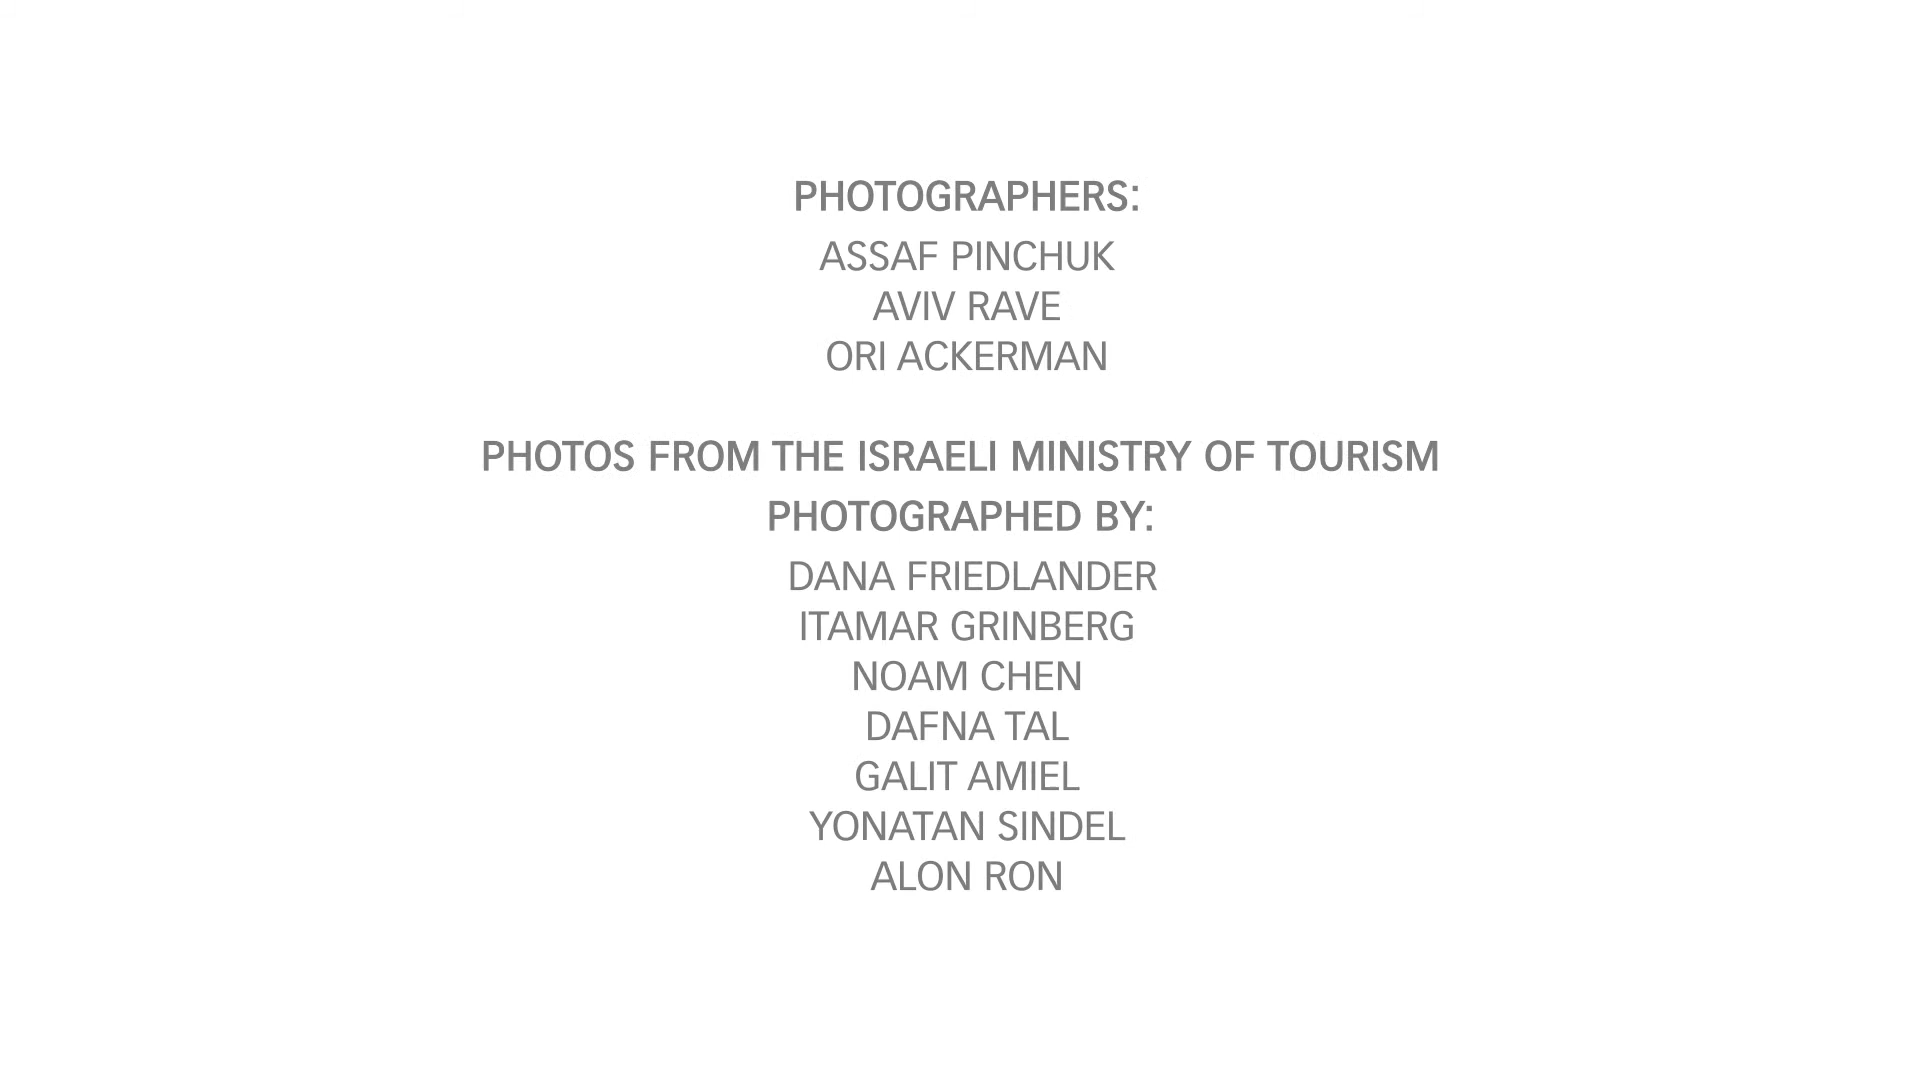 PHOTOGRAPHERS:
ASSAF PINCHUK
AVIV RAVE
ORI ACKERMAN
PHOTOS FROM THE ISRAELI MINISTRY OF TOURISM
PHOTOGRAPHED BY:
DANA FRIEDLANDER
ITAMAR GRINBERG
NOAM CHEN
DAFNA TAL
GALIT AMIEL
YONATAN SINDEL
ALON RON